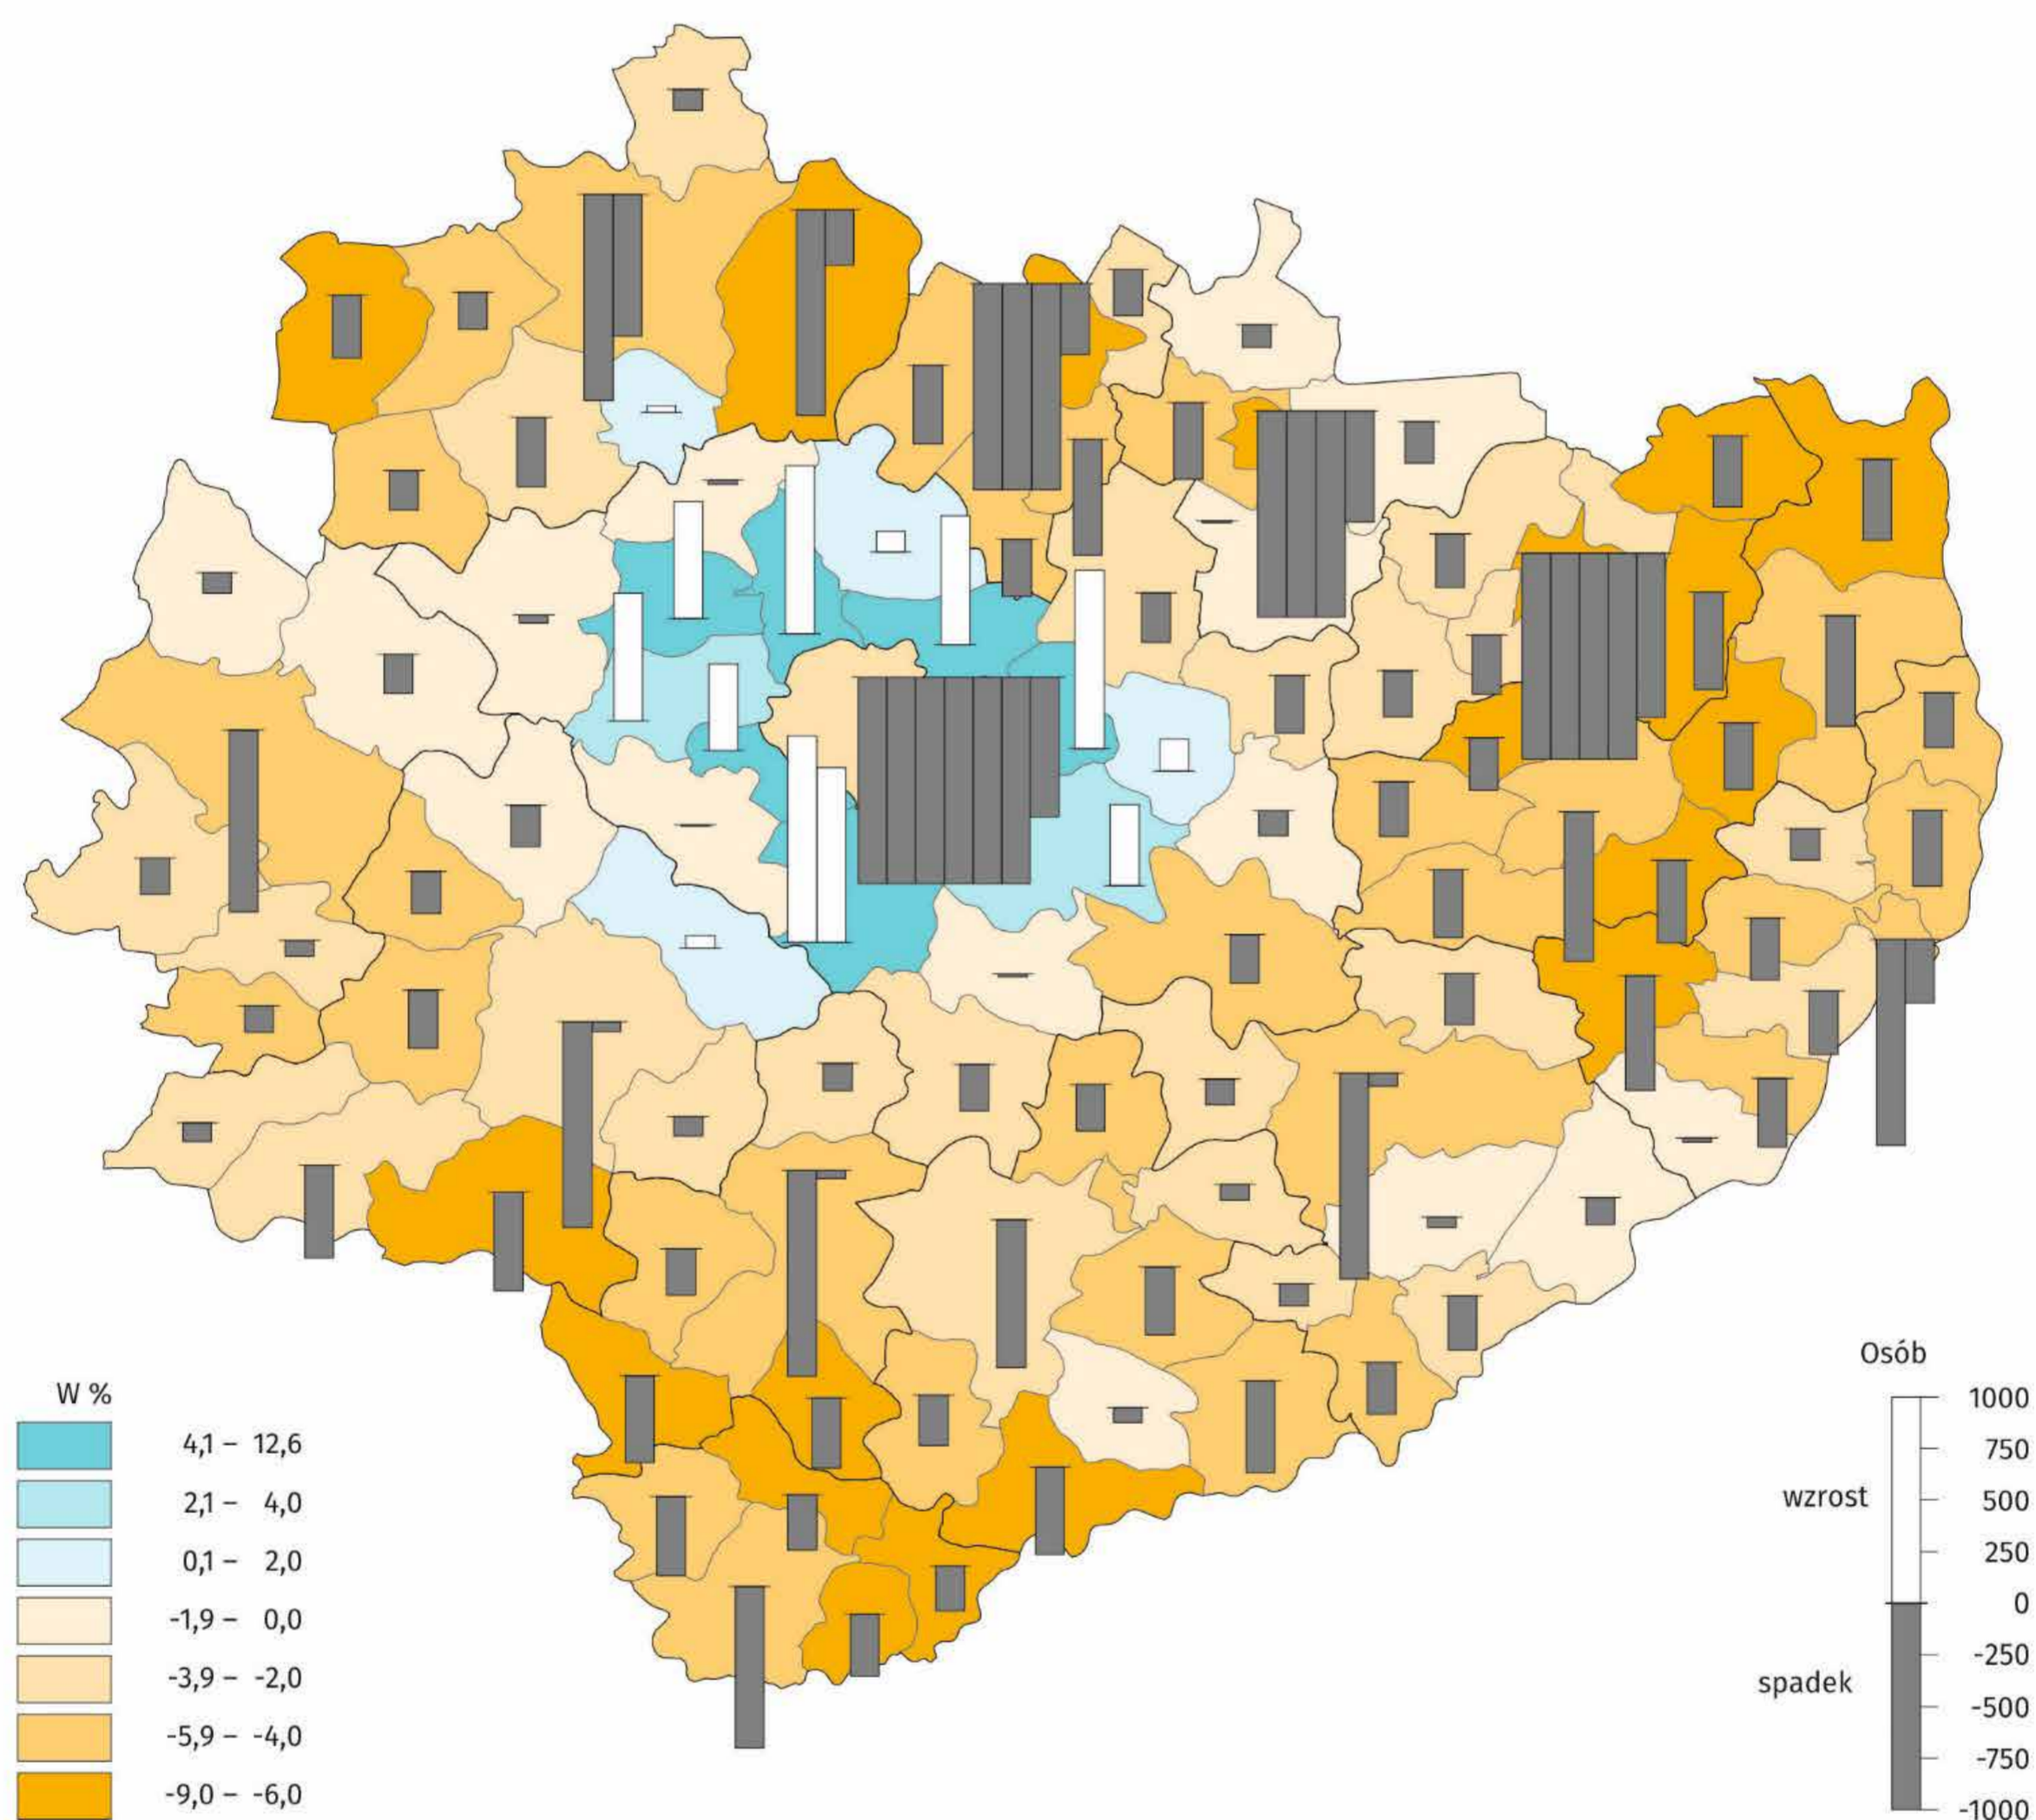 W %
4,1 – 12,6
2,1 – 4,0
0,1 – 2,0
-1,9 – 0,0
-3,9 – -2,0
-5,9 – -4,0
-9,0 – -6,0
Osób
1000
750
wzrost 500
250
0
-250
-500
spadek
-750
-1000